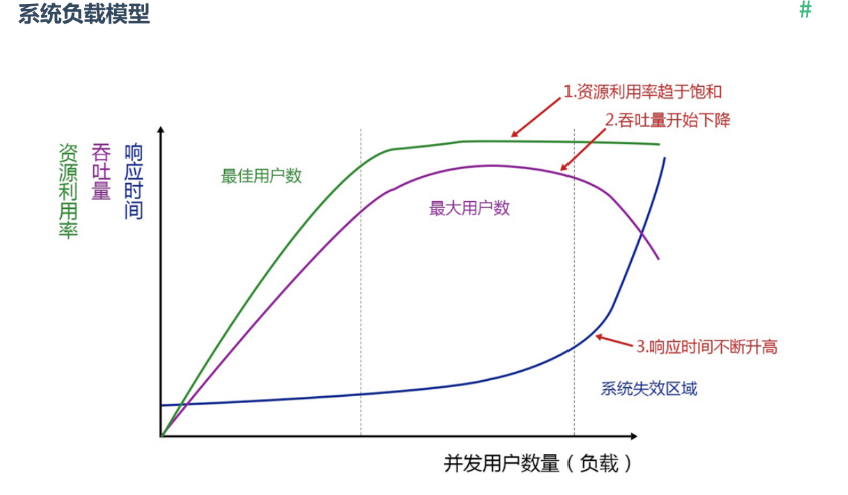 系统负载模型
#
1.资源利用率趋于饱和
2.吞吐量开始下降
资源利用率
吞吐量
响应时间
最佳用户数
最大用户数
3.响应时间不断升高
系统失效区域
并发用户数量（负载）